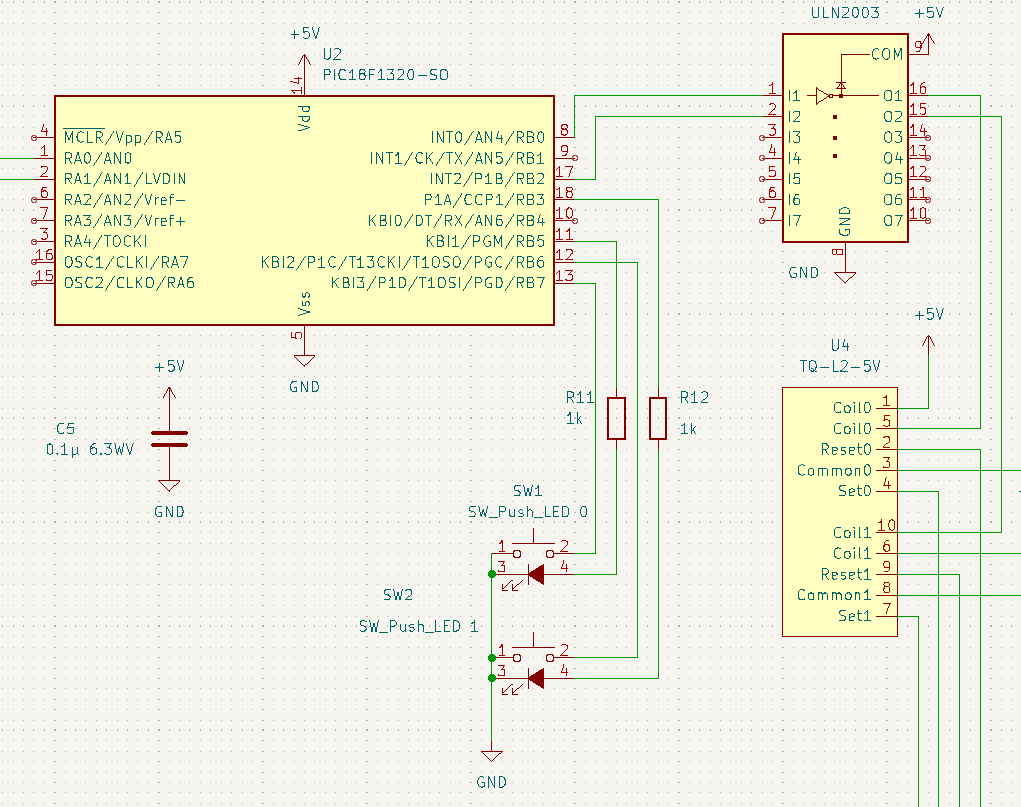 +5V
U2
PIC18F1320-SO
14
Vdd
4 MCLR/Vpp/RA5
1 RA0/AN0
2 RA1/AN1/LVDIN
6 RA2/AN2/Vref-
7 RA3/AN3/Vref+
3 RA4/TOCKI
16 OSC1/CLKI/RA7
15 OSC2/CLKO/RA6
INT0/AN4/RB0 8
INT1/CK/TX/AN5/RB1 9
INT2/P1B/RB2 17
P1A/CCP1/RB3 18
KBI0/DT/RX/AN6/RB4 10
KBI1/PGM/RB5 11
KBI2/P1C/T13CKI/T1OSO/PGC/RB6 12
KBI3/P1D/T1OSI/PGD/RB7 13
Vss
5
GND
ULN2003
+5V
COM 9
1 I1
2 I2
3 I3
4 I4
5 I5
6 I6
7 I7
O1 16
O2 15
O3 14
O4 13
O5 12
O6 11
O7 10
GND
8
GND
+5V
C5
0.1µ 6.3WV
GND
R11
1k
R12
1k
SW1
SW_Push_LED 0
1 2
3 4
SW2
SW_Push_LED 1
1 2
3 4
GND
+5V
U4
TQ-L2-5V
Coil0 1
Coil0 5
Reset0 2
Common0 3
Set0 4
Coil1 10
Coil1 6
Reset1 9
Common1 8
Set1 7